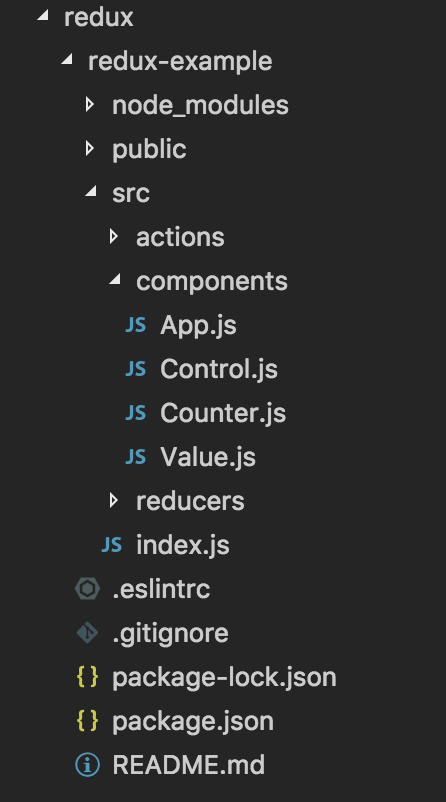 redux
redux-example
node_modules
public
src
actions
components
JS App.js
JS Control.js
JS Counter.js
JS Value.js
reducers
JS index.js
.eslintrc
.gitignore
{ } package-lock.json
{ } package.json
README.md